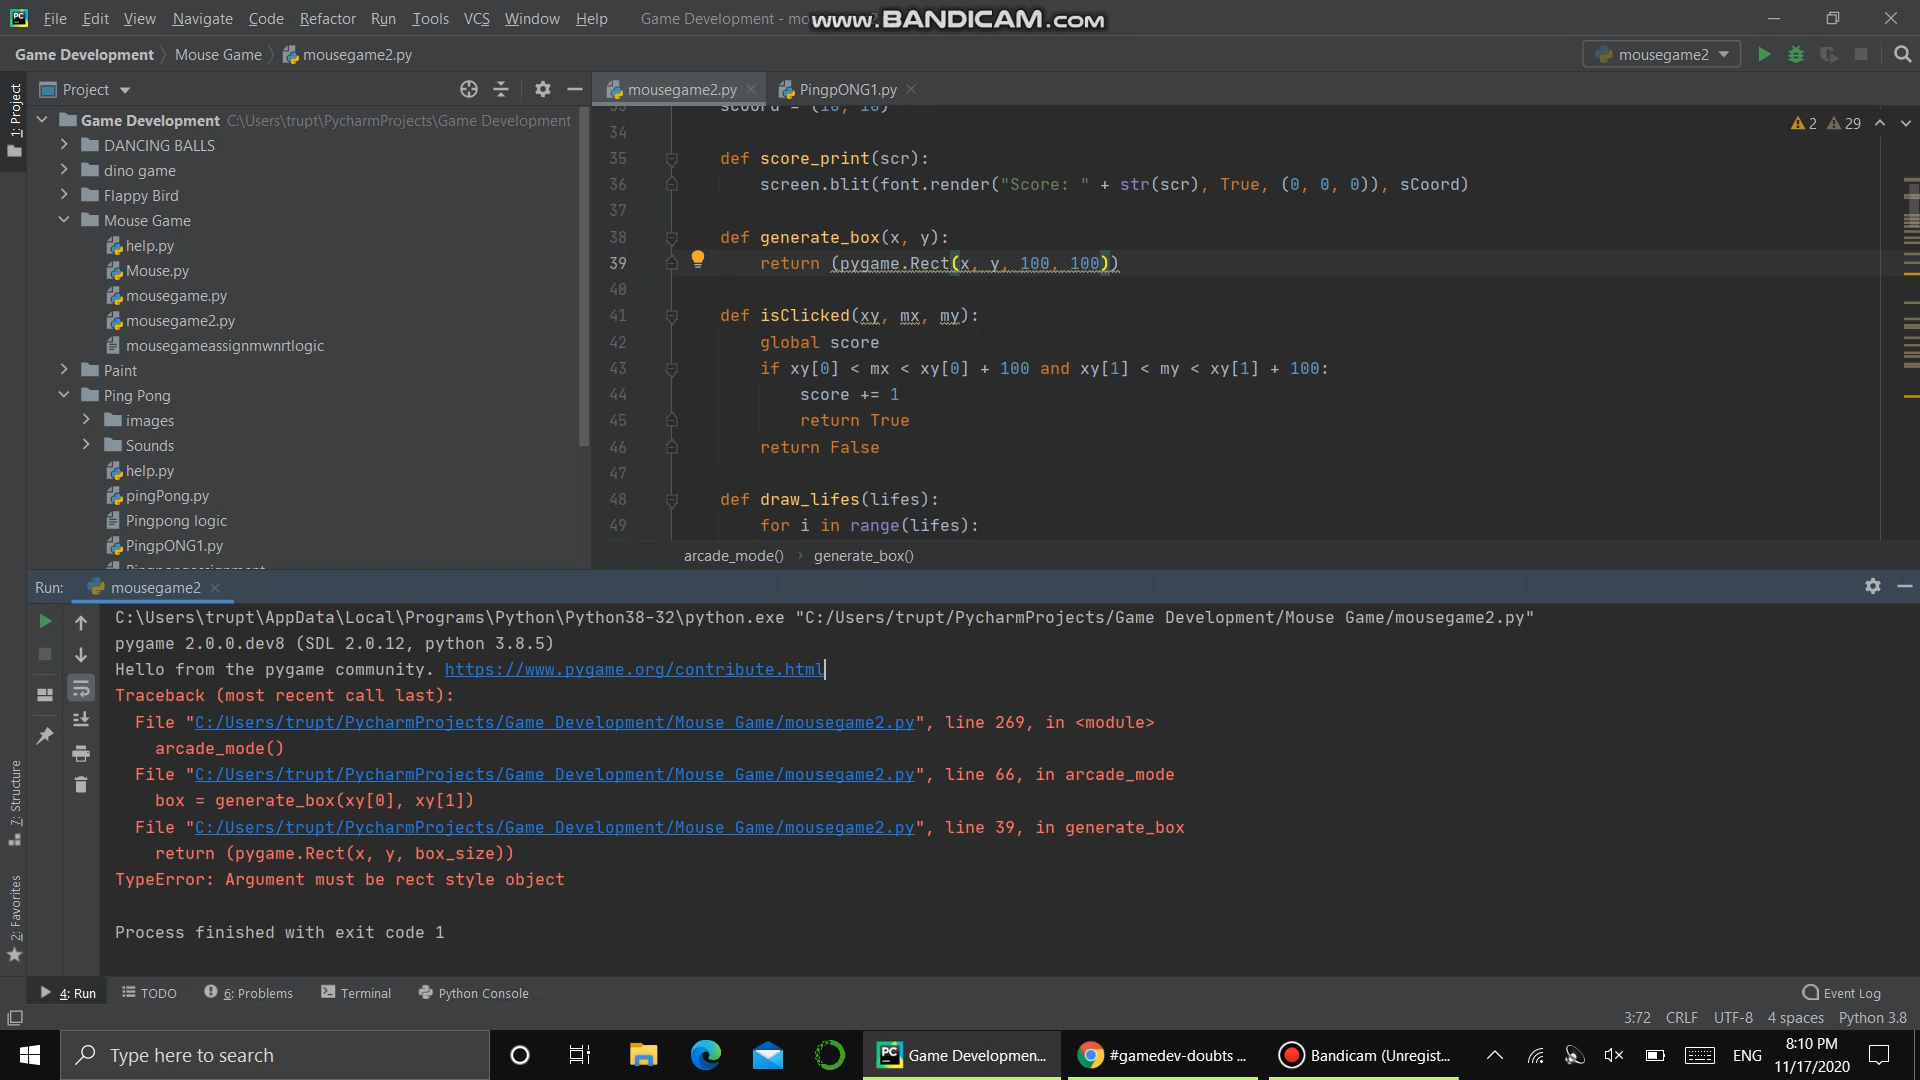 File Edit View Navigate Code Refactor Run Tools VCS Window Help Game Development - mo
www.BANDICAM.com
Game Development Mouse Game mousegame2.py
mousegame2
Project
mousegame2.py
PingpONG1.py
1: Project
Game Development C:\Users\trupt\PycharmProjects\Game Development
DANCING BALLS
dino game
Flappy Bird
Mouse Game
help.py
Mouse.py
mousegame.py
mousegame2.py
mousegameassignmwnrtlogic
Paint
Ping Pong
images
Sounds
help.py
pingPong.py
Pingpong logic
PingpONG1.py
2 29
34
35 def score_print(scr):
36 screen.blit(font.render("Score: " + str(scr), True, (0, 0, 0)), sCoord)
37
38 def generate_box(x, y):
39 return (pygame.Rect(x, y, 100, 100))
40
41 def isClicked(xy, mx, my):
42 global score
43 if xy[0] < mx < xy[0] + 100 and xy[1] < my < xy[1] + 100:
44 score += 1
45 return True
46 return False
47
48 def draw_lifes(lifes):
49 for i in range(lifes):
arcade_mode() › generate_box()
Run: mousegame2
C:\Users\trupt\AppData\Local\Programs\Python\Python38-32\python.exe "C:/Users/trupt/PycharmProjects/Game Development/Mouse Game/mousegame2.py"
pygame 2.0.0.dev8 (SDL 2.0.12, python 3.8.5)
Hello from the pygame community. https://www.pygame.org/contribute.html
Traceback (most recent call last):
File "C:/Users/trupt/PycharmProjects/Game Development/Mouse Game/mousegame2.py", line 269, in <module>
arcade_mode()
File "C:/Users/trupt/PycharmProjects/Game Development/Mouse Game/mousegame2.py", line 66, in arcade_mode
box = generate_box(xy[0], xy[1])
File "C:/Users/trupt/PycharmProjects/Game Development/Mouse Game/mousegame2.py", line 39, in generate_box
return (pygame.Rect(x, y, box_size))
TypeError: Argument must be rect style object
Process finished with exit code 1
7: Structure
2: Favorites
4: Run TODO 6: Problems Terminal Python Console Event Log
3:72 CRLF UTF-8 4 spaces Python 3.8
Type here to search
PC
Game Developmen...
#gamedev-doubts ...
Bandicam (Unregist...
ENG
8:10 PM
11/17/2020